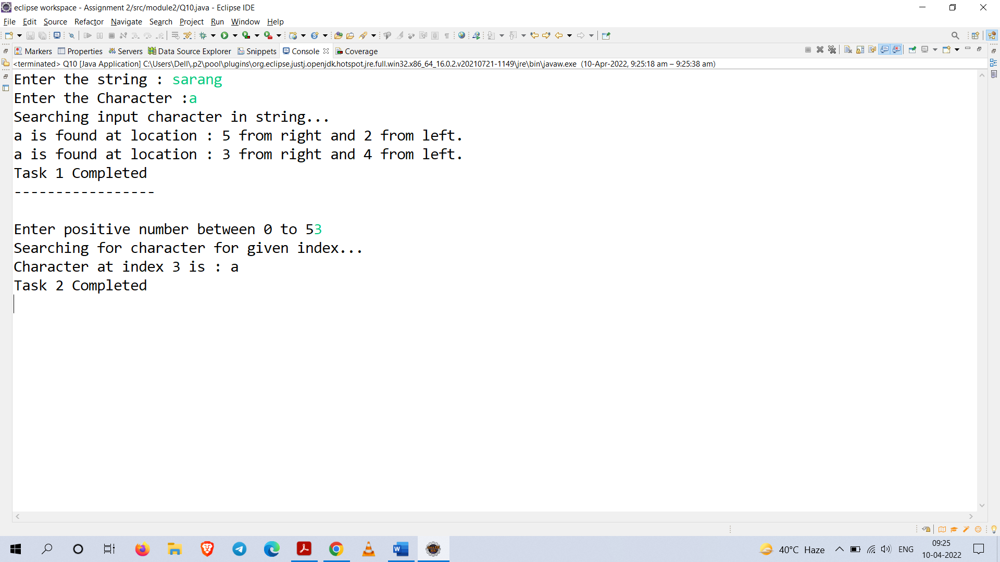 eclipse workspace - Assignment 2/src/module2/Q10.java - Eclipse IDE
File Edit Source Refactor Navigate Search Project Run Window Help
Markers Properties Servers Data Source Explorer Snippets Console Coverage
<terminated> Q10 [Java Application] C:\Users\Dell\.p2\pool\plugins\org.eclipse.justj.openjdk.hotspot.jre.full.win32.x86_64_16.0.2.v20210721-1149\jre\bin\javaw.exe (10-Apr-2022, 9:25:18 am – 9:25:38 am)
Enter the string : sarang
Enter the Character :a
Searching input character in string...
a is found at location : 5 from right and 2 from left.
a is found at location : 3 from right and 4 from left.
Task 1 Completed
-----------------
Enter positive number between 0 to 53
Searching for character for given index...
Character at index 3 is : a
Task 2 Completed
40°C Haze ENG 09:25
10-04-2022